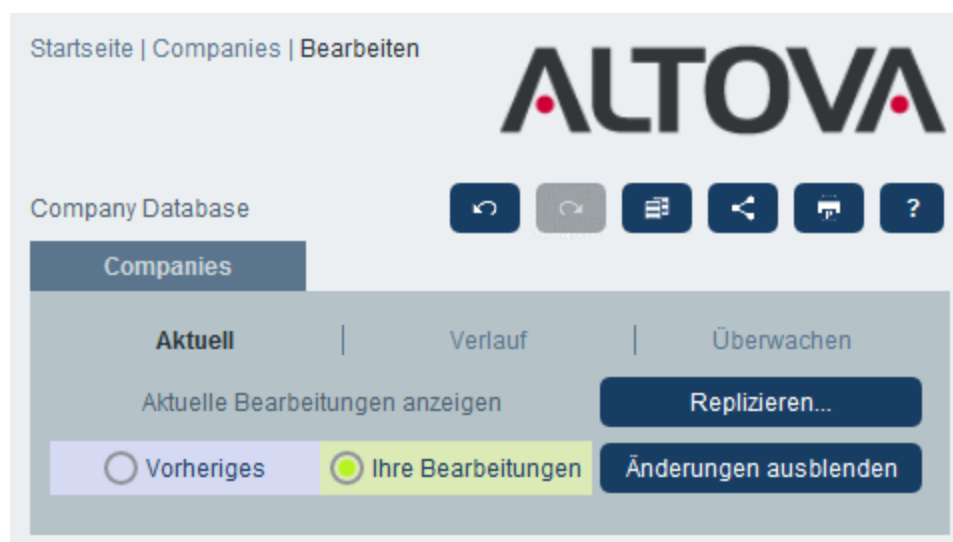 Startseite | Companies | Bearbeiten
ALTOVA
Company Database
?
Companies
Aktuell | Verlauf | Überwachen
Aktuelle Bearbeitungen anzeigen Replizieren...
Vorheriges Ihre Bearbeitungen Änderungen ausblenden